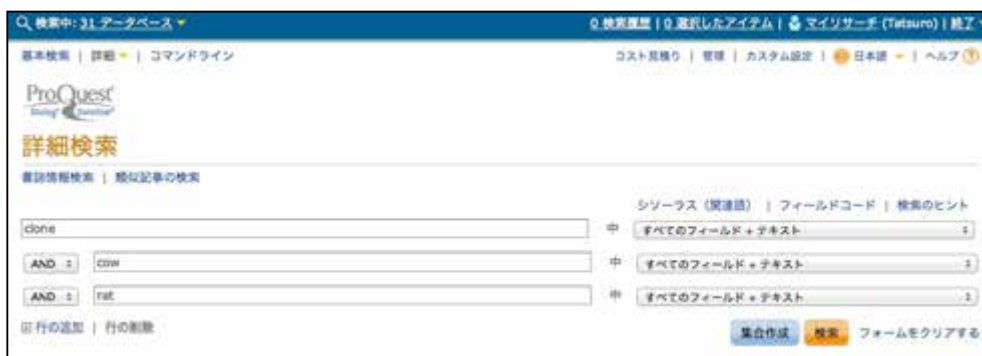 検索中: 31 データベース
0 検索履歴 | 0 選択したアイテム | マイリサーチ (Tatsuro) | 終了
基本検索 | 詳細 | コマンドライン
コスト見積り | 管理 | カスタム設定 | 日本語 | ヘルプ ?
ProQuest
詳細検索
書誌情報検索 | 類似記事の検索
シソーラス (関連語) | フィールドコード | 検索のヒント
clone 中 すべてのフィールド + テキスト
AND cow 中 すべてのフィールド + テキスト
AND rat 中 すべてのフィールド + テキスト
行の追加 | 行の削除
集合作成 検索 フォームをクリアする